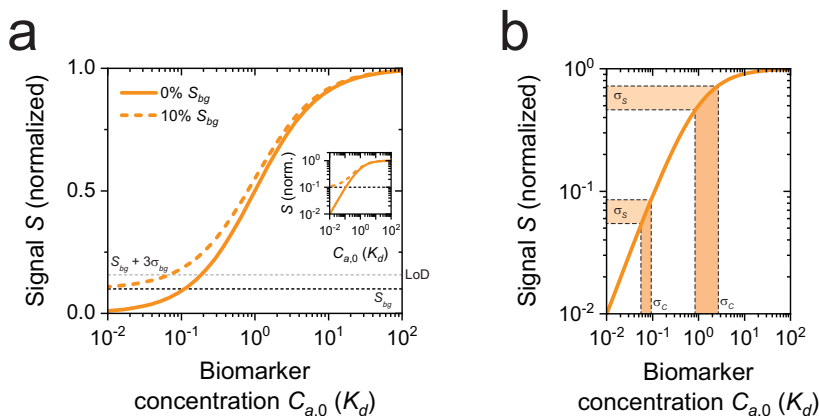 a
Signal S (normalized)
1.0
0.5
0.0
0% S_bg
10% S_bg
S_bg + 3σ_bg
LoD
S_bg
S (norm.)
10^0
10^-1
10^-2
10^-2 10^0 10^2
C_a,0 (K_d)
10^-2 10^-1 10^0 10^1 10^2
Biomarker
concentration C_a,0 (K_d)
b
Signal S (normalized)
10^0
10^-1
10^-2
σ_S
σ_S
σ_C
σ_C
10^-2 10^-1 10^0 10^1 10^2
Biomarker
concentration C_a,0 (K_d)